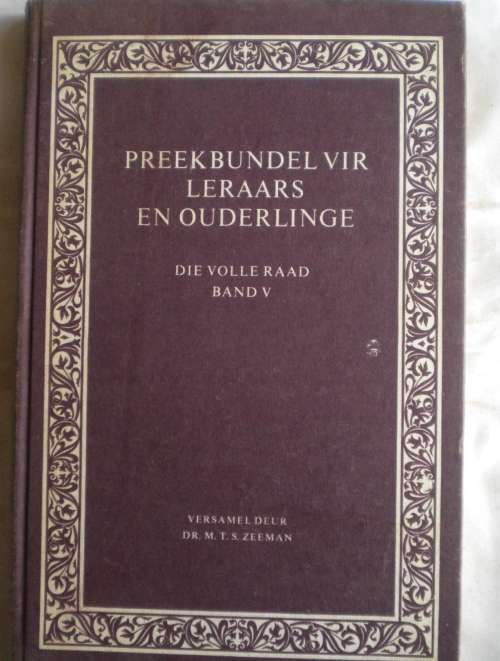 PREEKBUNDEL VIR
LERAARS
EN OUDERLINGE
DIE VOLLE RAAD
BAND V
VERSAMEL DEUR
DR. M. T. S. ZEEMAN